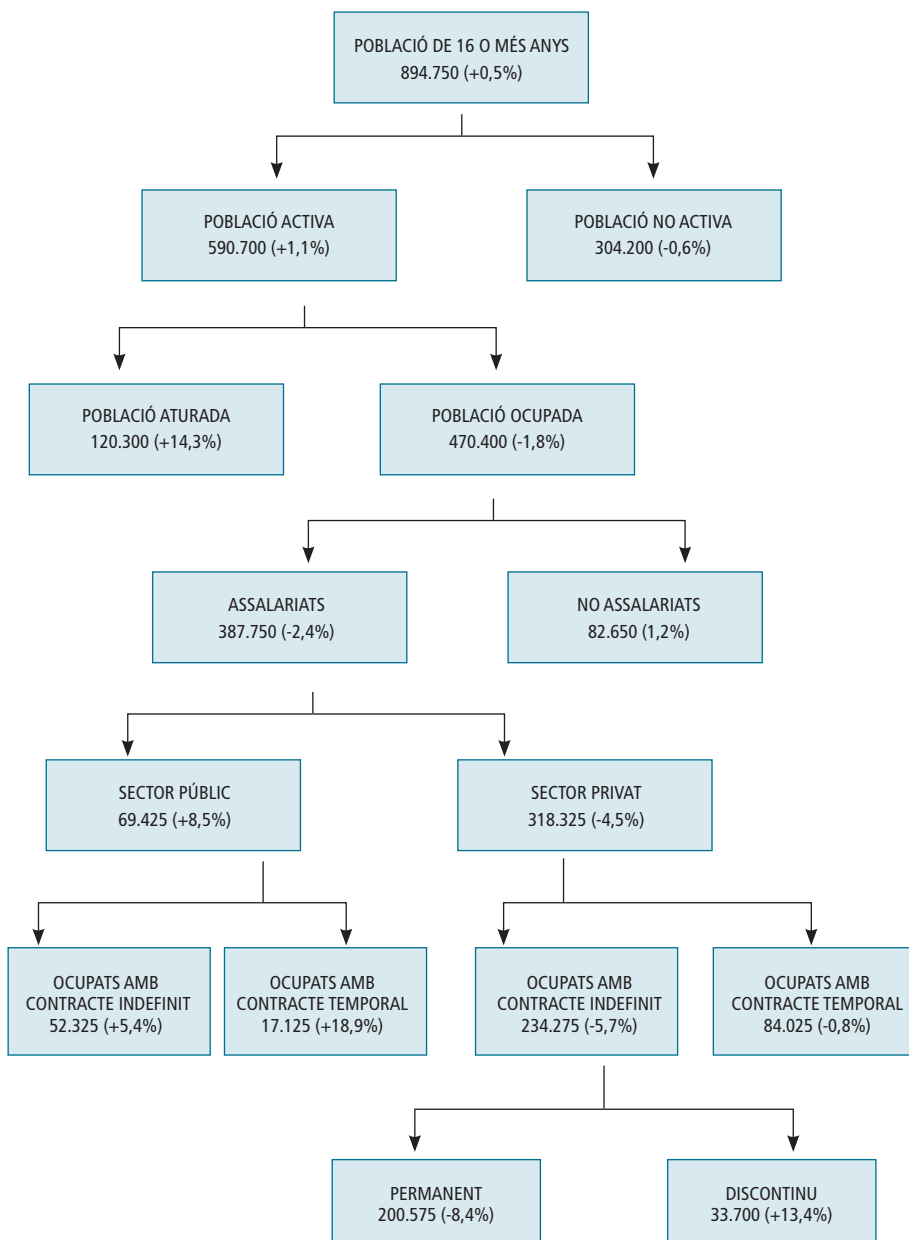 POBLACIÓ DE 16 O MÉS ANYS
894.750 (+0,5%)
POBLACIÓ ACTIVA
590.700 (+1,1%)
POBLACIÓ NO ACTIVA
304.200 (-0,6%)
POBLACIÓ ATURADA
120.300 (+14,3%)
POBLACIÓ OCUPADA
470.400 (-1,8%)
ASSALARIATS
387.750 (-2,4%)
NO ASSALARIATS
82.650 (1,2%)
SECTOR PÚBLIC
69.425 (+8,5%)
SECTOR PRIVAT
318.325 (-4,5%)
OCUPATS AMB
CONTRACTE INDEFINIT
52.325 (+5,4%)
OCUPATS AMB
CONTRACTE TEMPORAL
17.125 (+18,9%)
OCUPATS AMB
CONTRACTE INDEFINIT
234.275 (-5,7%)
OCUPATS AMB
CONTRACTE TEMPORAL
84.025 (-0,8%)
PERMANENT
200.575 (-8,4%)
DISCONTINU
33.700 (+13,4%)